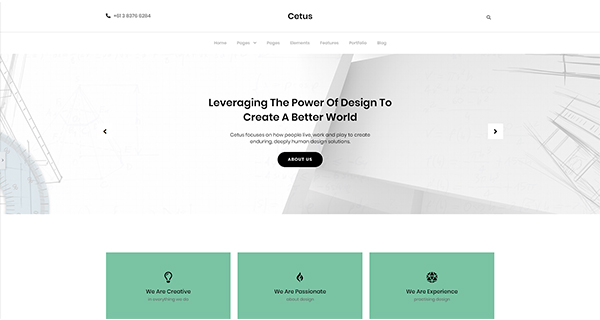 +61 3 8376 6284
Cetus
Home Pages Pages Elements Features Portfolio Blog
Leveraging The Power Of Design To
Create A Better World
Cetus focuses on how people live, work and play to create
enduring, deeply human design solutions.
ABOUT US
We Are Creative
in everything we do
We Are Passionate
about design
We Are Experience
practising design